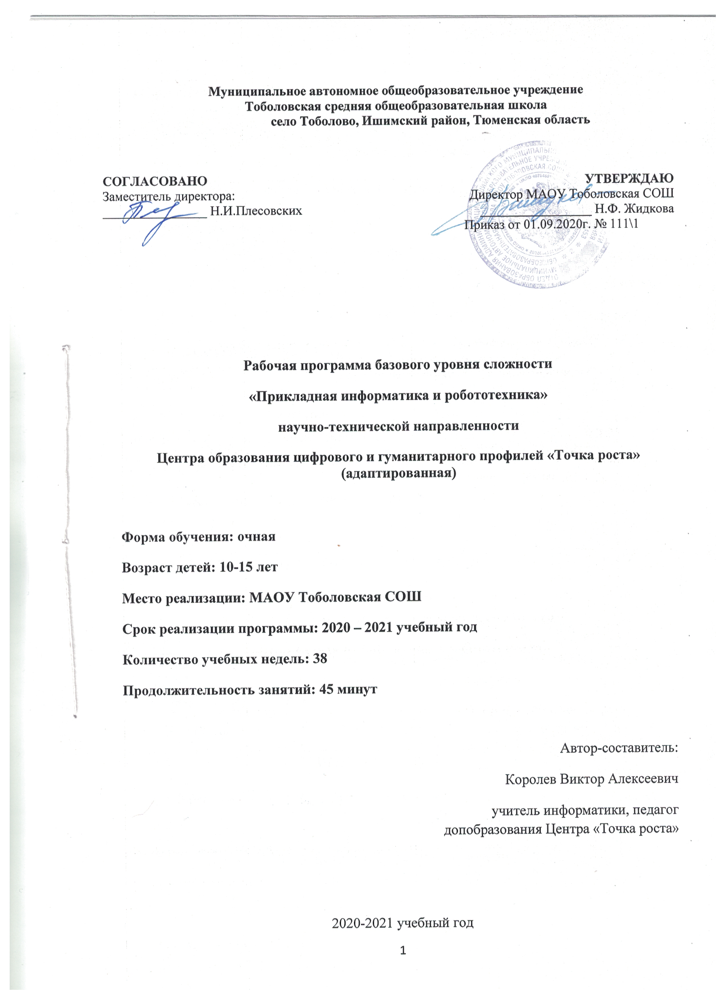 Муниципальное автономное общеобразовательное учреждение
Тоболовская средняя общеобразовательная школа
село Тоболово, Ишимский район, Тюменская область
СОГЛАСОВАНО
Заместитель директора:
Н.И.Плесовских
УТВЕРЖДАЮ
Директор МАОУ Тоболовская СОШ
Н.Ф. Жидкова
Приказ от 01.09.2020г. № 111\1
Рабочая программа базового уровня сложности
«Прикладная информатика и робототехника»
научно-технической направленности
Центра образования цифрового и гуманитарного профилей «Точка роста»
(адаптированная)
Форма обучения: очная
Возраст детей: 10-15 лет
Место реализации: МАОУ Тоболовская СОШ
Срок реализации программы: 2020 – 2021 учебный год
Количество учебных недель: 38
Продолжительность занятий: 45 минут
Автор-составитель:
Королев Виктор Алексеевич
учитель информатики, педагог
допобразования Центра «Точка роста»
2020-2021 учебный год
1